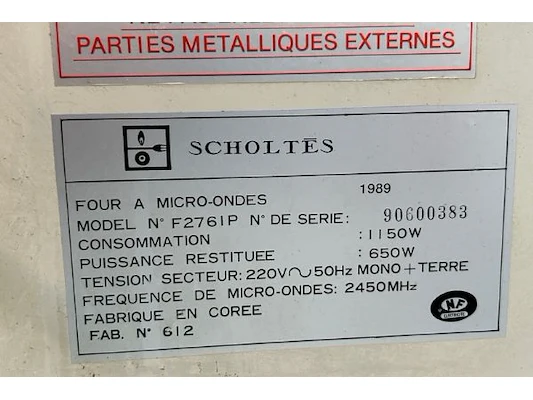 PARTIES METALLIQUES EXTERNES
SCHOLTĒS
FOUR A MICRO-ONDES 1989
MODEL N° F2761P N° DE SERIE: 90600383
CONSOMMATION :1150W
PUISSANCE RESTITUEE :650W
TENSION SECTEUR:220V~50Hz MONO+TERRE
FREQUENCE DE MICRO-ONDES: 2450MHz
FABRIQUE EN COREE
NF
FAB. N° 612